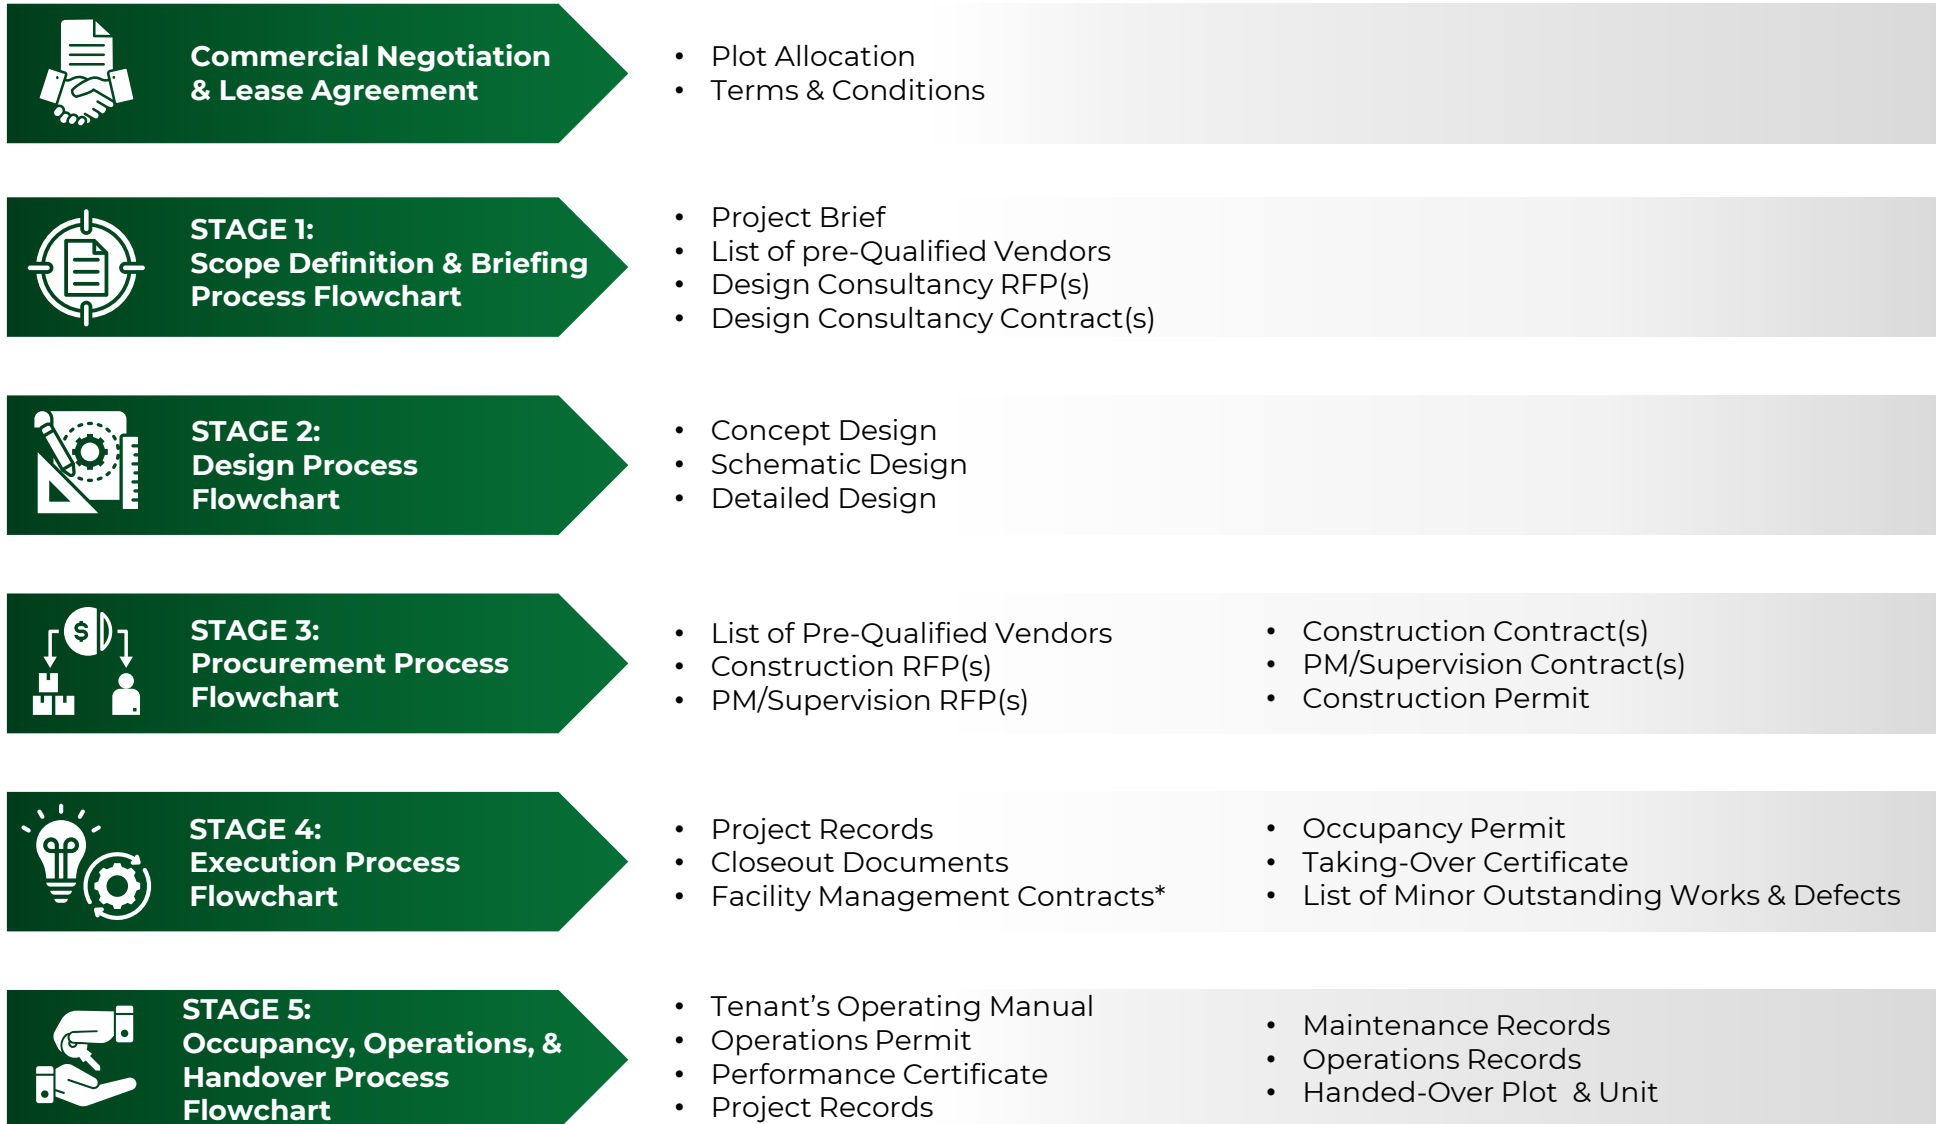 Commercial Negotiation
& Lease Agreement
• Plot Allocation
• Terms & Conditions
STAGE 1:
Scope Definition & Briefing
Process Flowchart
• Project Brief
• List of pre-Qualified Vendors
• Design Consultancy RFP(s)
• Design Consultancy Contract(s)
STAGE 2:
Design Process
Flowchart
• Concept Design
• Schematic Design
• Detailed Design
STAGE 3:
Procurement Process
Flowchart
• List of Pre-Qualified Vendors
• Construction RFP(s)
• PM/Supervision RFP(s)
• Construction Contract(s)
• PM/Supervision Contract(s)
• Construction Permit
STAGE 4:
Execution Process
Flowchart
• Project Records
• Closeout Documents
• Facility Management Contracts*
• Occupancy Permit
• Taking-Over Certificate
• List of Minor Outstanding Works & Defects
STAGE 5:
Occupancy, Operations, &
Handover Process
Flowchart
• Tenant’s Operating Manual
• Operations Permit
• Performance Certificate
• Project Records
• Maintenance Records
• Operations Records
• Handed-Over Plot & Unit